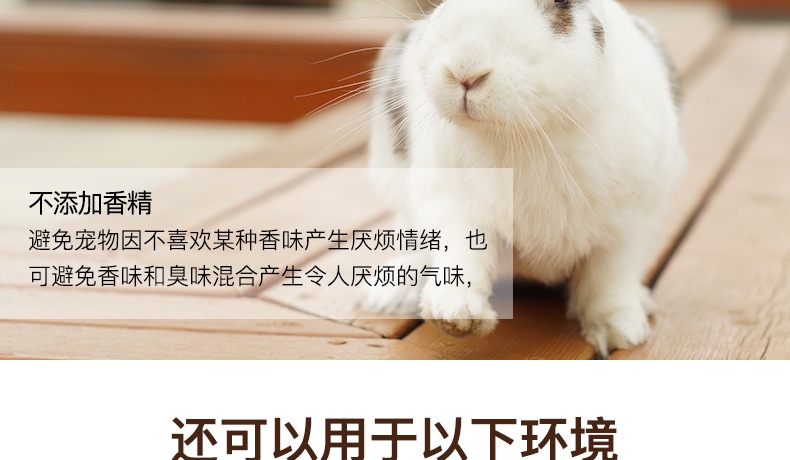 不添加香精
避免宠物因不喜欢某种香味产生厌烦情绪，也
可避免香味和臭味混合产生令人厌烦的气味，
还可以用于以下环境